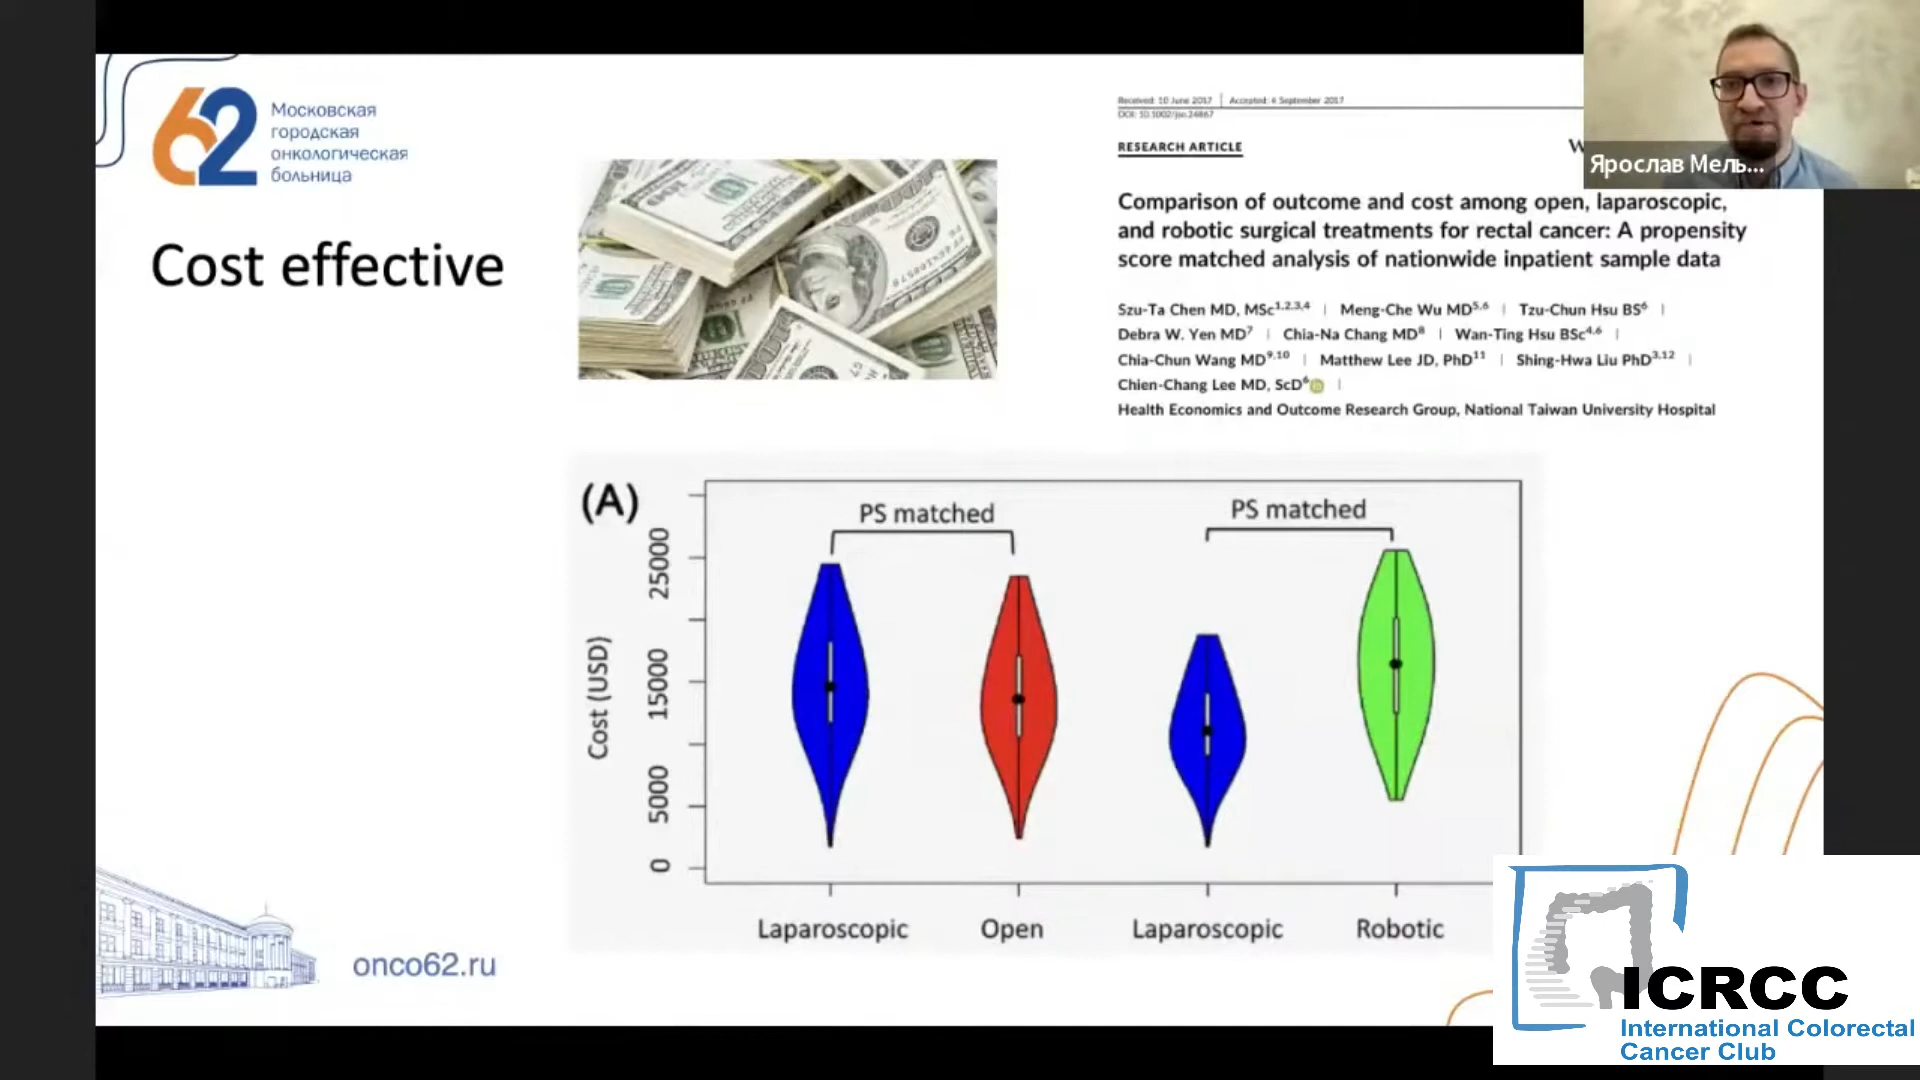 62
Московская
городская
онкологическая
больница
Cost effective
Received: 10 June 2017 | Accepted: 6 September 2017
DOI: 10.1002/jso.24867
RESEARCH ARTICLE
W
Comparison of outcome and cost among open, laparoscopic,
and robotic surgical treatments for rectal cancer: A propensity
score matched analysis of nationwide inpatient sample data
Szu-Ta Chen MD, MSc1,2,3,4 | Meng-Che Wu MD5,6 | Tzu-Chun Hsu BS6 |
Debra W. Yen MD7 | Chia-Na Chang MD8 | Wan-Ting Hsu BSc4,6 |
Chia-Chun Wang MD9,10 | Matthew Lee JD, PhD11 | Shing-Hwa Liu PhD3,12 |
Chien-Chang Lee MD, ScD6 iD |
Health Economics and Outcome Research Group, National Taiwan University Hospital
Ярослав Мель...
(A)
PS matched
PS matched
Cost (USD)
25000
15000
5000
0
Laparoscopic
Open
Laparoscopic
Robotic
onco62.ru
ICRCC
International Colorectal
Cancer Club